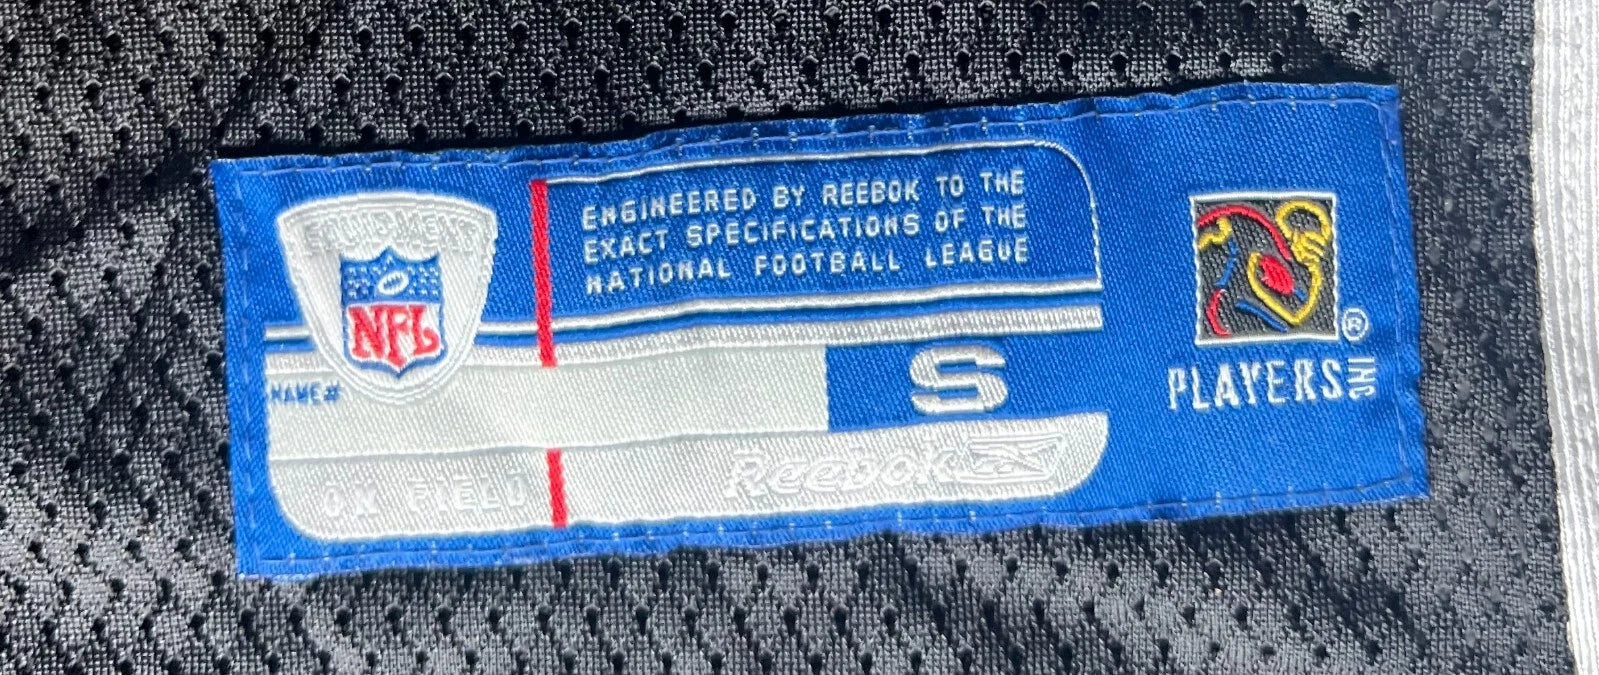 EQUIPMENT
NFL
ENGINEERED BY REEBOK TO THE
EXACT SPECIFICATIONS OF THE
NATIONAL FOOTBALL LEAGUE
NAME#
S
ON FIELD
Reebok
PLAYERS INC
®